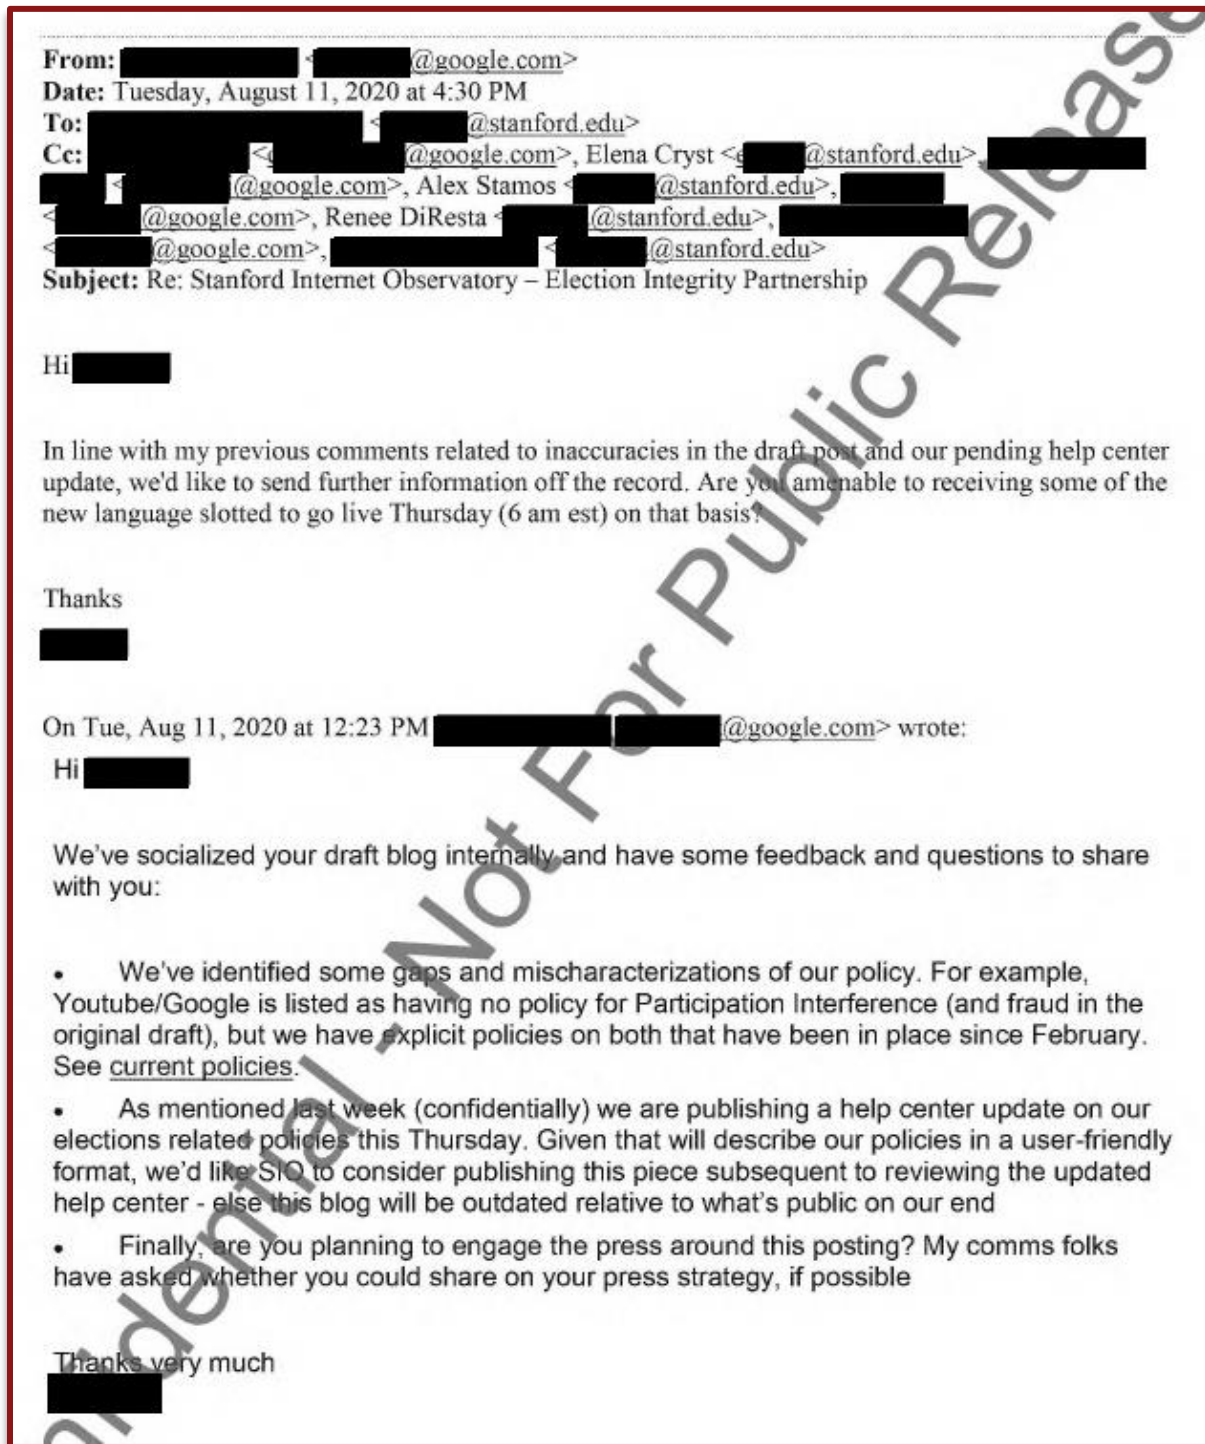 From: @google.com>
Date: Tuesday, August 11, 2020 at 4:30 PM
To: < @stanford.edu>
Cc: < @google.com>, Elena Cryst < @stanford.edu>,
< @google.com>, Alex Stamos < @stanford.edu>,
< @google.com>, Renee DiResta < @stanford.edu>,
< @google.com>, < @stanford.edu>
Subject: Re: Stanford Internet Observatory – Election Integrity Partnership
Hi
In line with my previous comments related to inaccuracies in the draft post and our pending help center
update, we'd like to send further information off the record. Are you amenable to receiving some of the
new language slotted to go live Thursday (6 am est) on that basis?
Thanks
On Tue, Aug 11, 2020 at 12:23 PM @google.com> wrote:
Hi
We've socialized your draft blog internally and have some feedback and questions to share
with you:
• We've identified some gaps and mischaracterizations of our policy. For example,
Youtube/Google is listed as having no policy for Participation Interference (and fraud in the
original draft), but we have explicit policies on both that have been in place since February.
See current policies.
• As mentioned last week (confidentially) we are publishing a help center update on our
elections related policies this Thursday. Given that will describe our policies in a user-friendly
format, we'd like SIO to consider publishing this piece subsequent to reviewing the updated
help center - else this blog will be outdated relative to what's public on our end
• Finally, are you planning to engage the press around this posting? My comms folks
have asked whether you could share on your press strategy, if possible
Thanks very much
nfidential - Not For Public Release